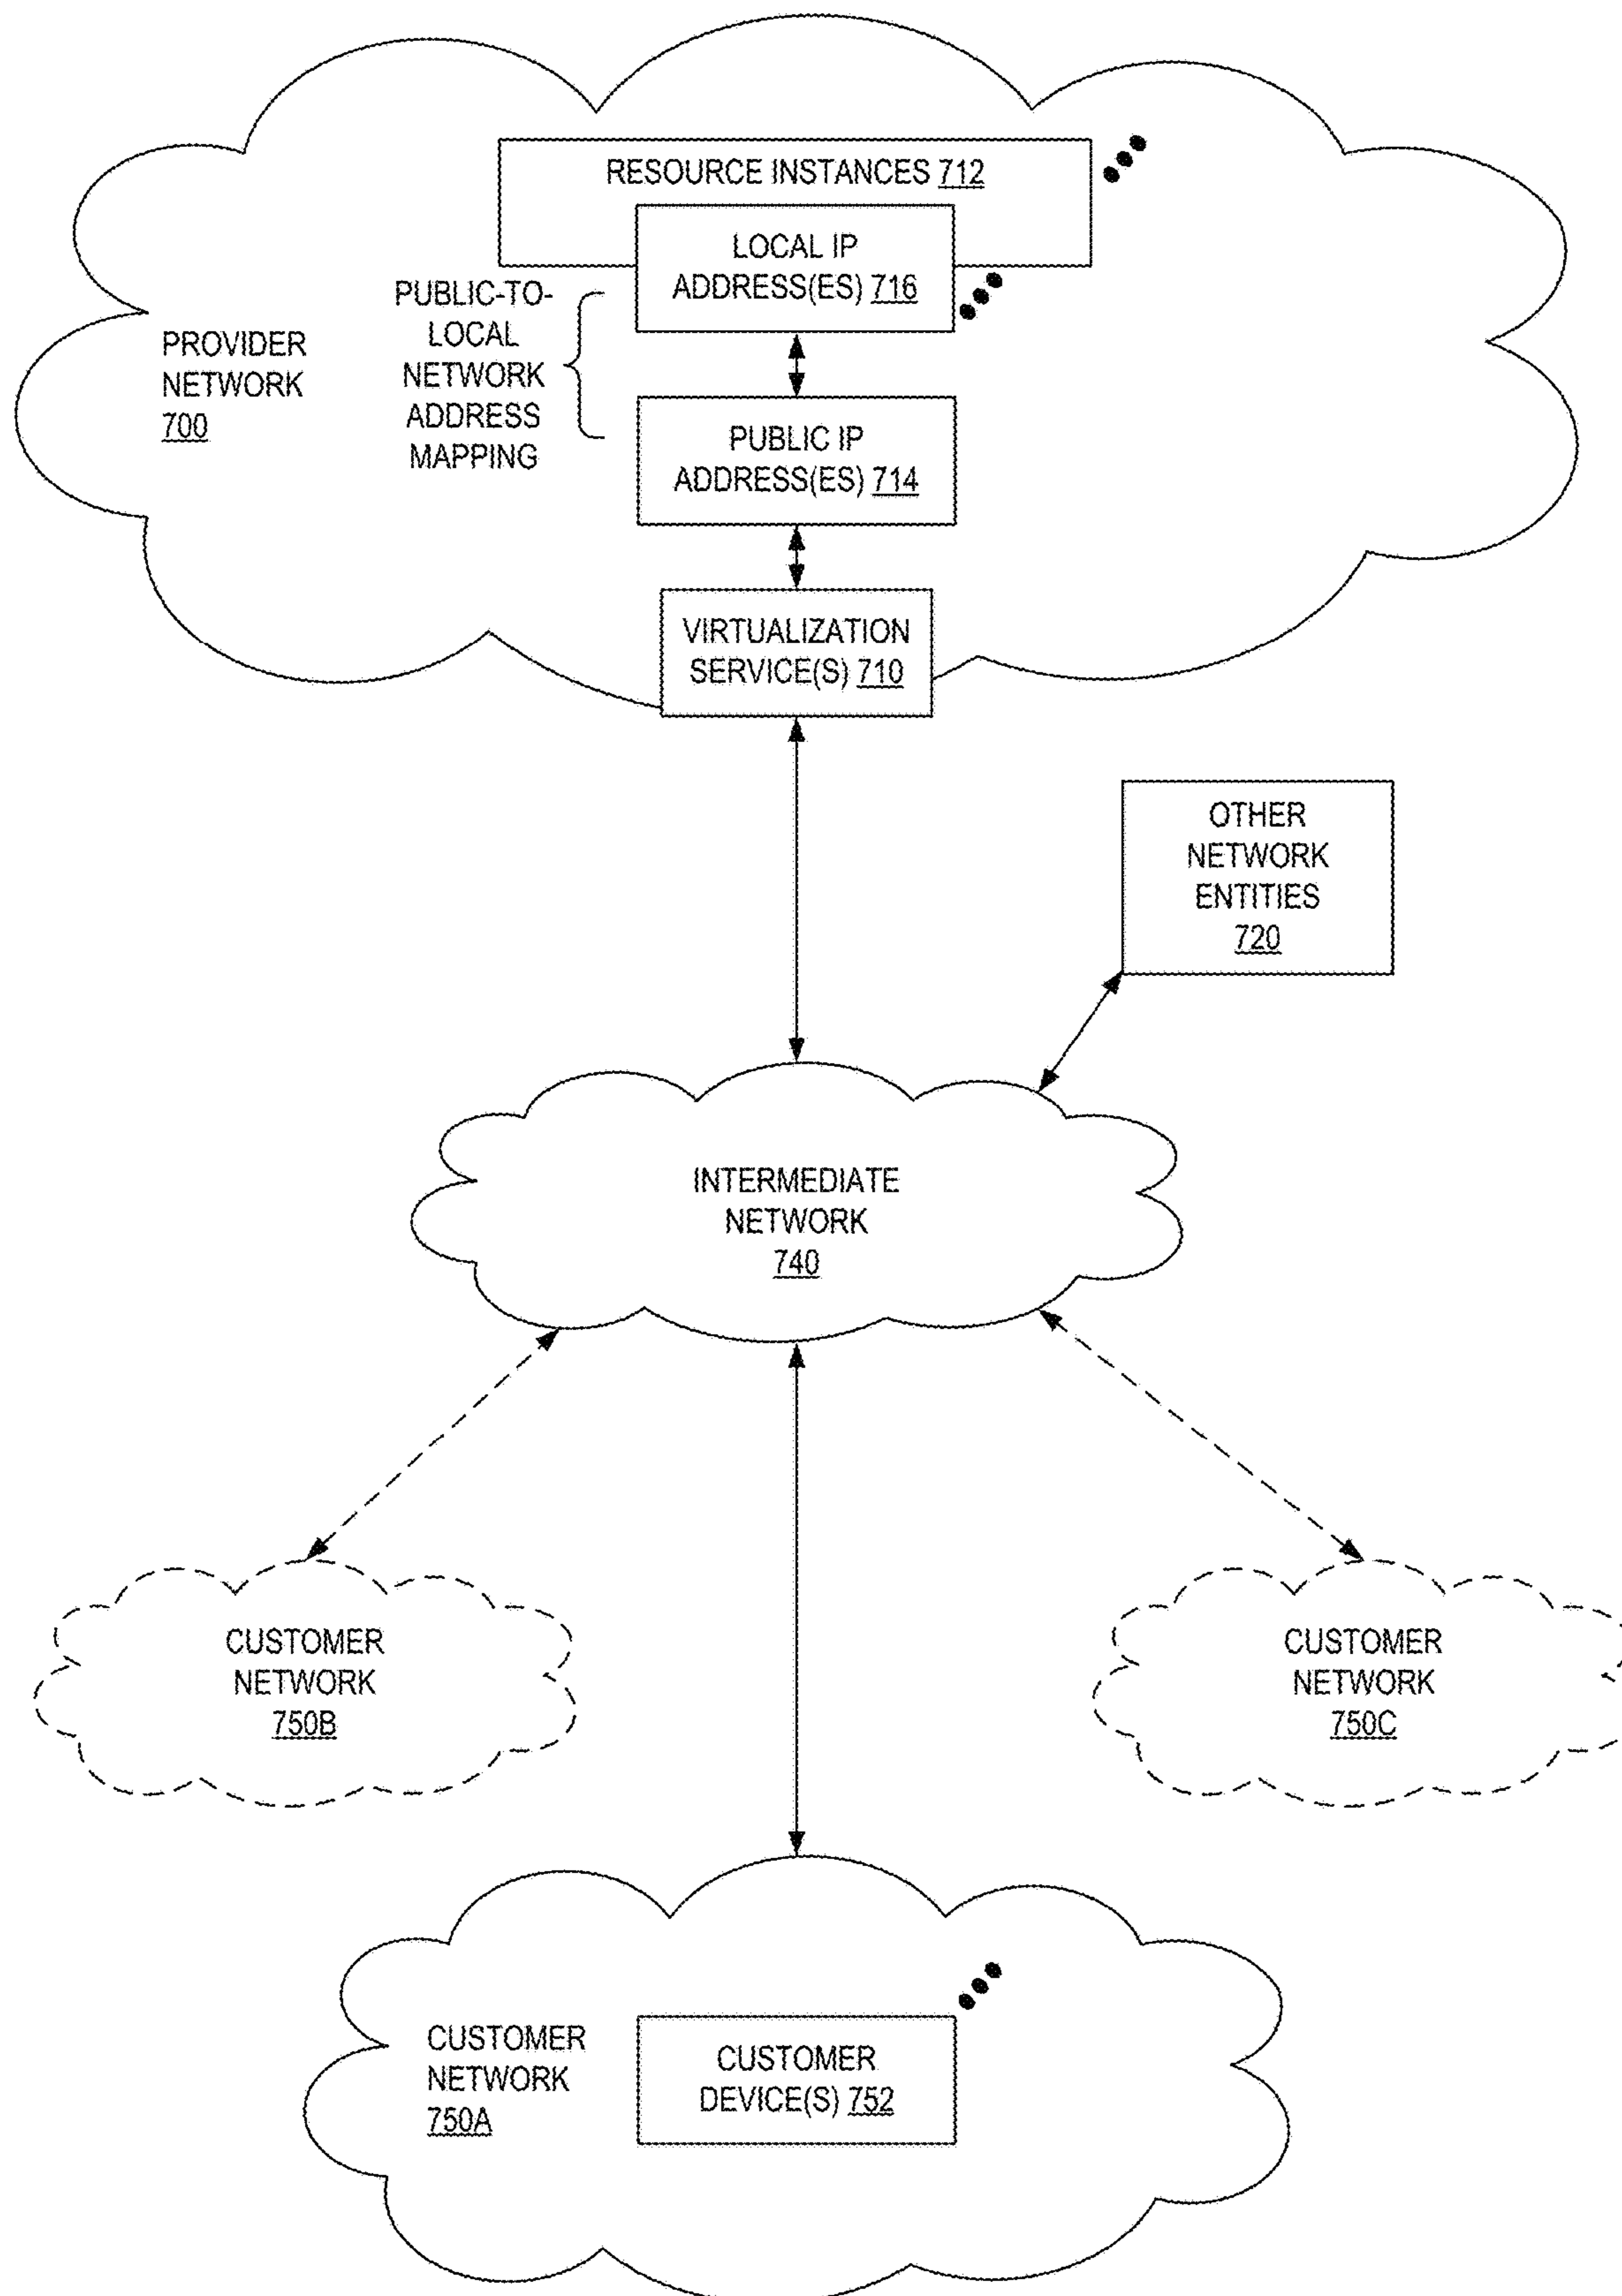 RESOURCE INSTANCES 712
LOCAL IP
ADDRESS(ES) 716
PUBLIC-TO-
LOCAL
NETWORK
ADDRESS
MAPPING
PROVIDER
NETWORK
700
PUBLIC IP
ADDRESS(ES) 714
VIRTUALIZATION
SERVICE(S) 710
OTHER
NETWORK
ENTITIES
720
INTERMEDIATE
NETWORK
740
CUSTOMER
NETWORK
750B
CUSTOMER
NETWORK
750C
CUSTOMER
NETWORK
750A
CUSTOMER
DEVICE(S) 752